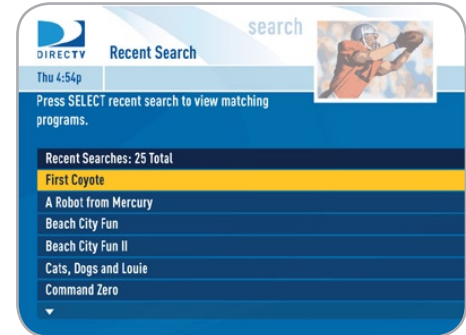 search
DIRECTV
Recent Search
Thu 4:54p
Press SELECT recent search to view matching
programs.
Recent Searches: 25 Total
First Coyote
A Robot from Mercury
Beach City Fun
Beach City Fun II
Cats, Dogs and Louie
Command Zero